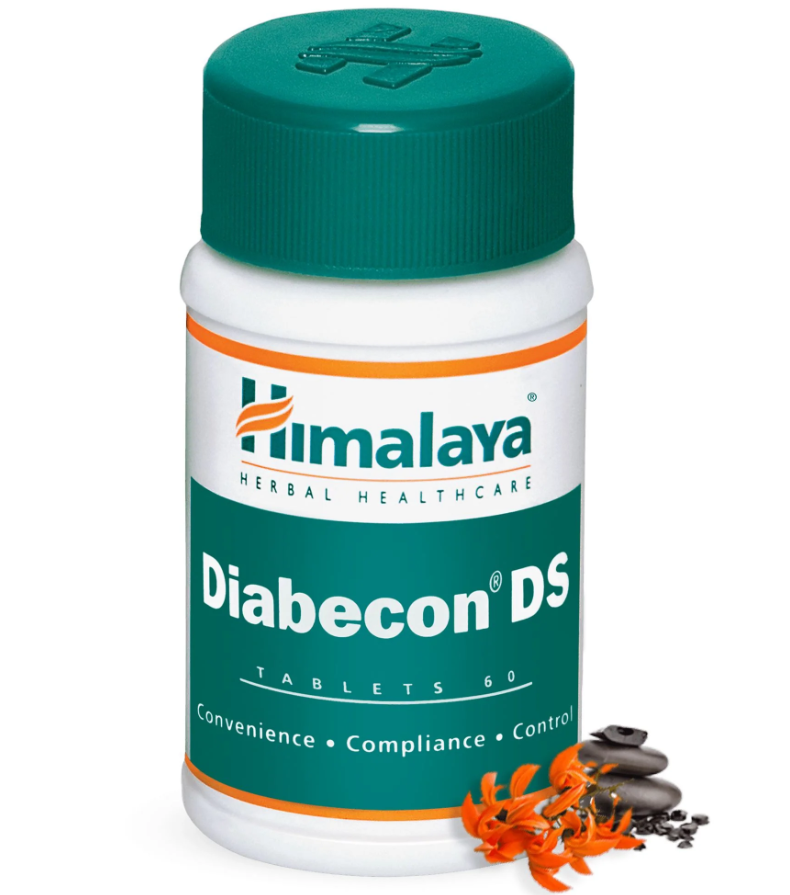 Himalaya®
HERBAL HEALTHCARE
Diabecon® DS
TABLETS 60
Convenience • Compliance • Control